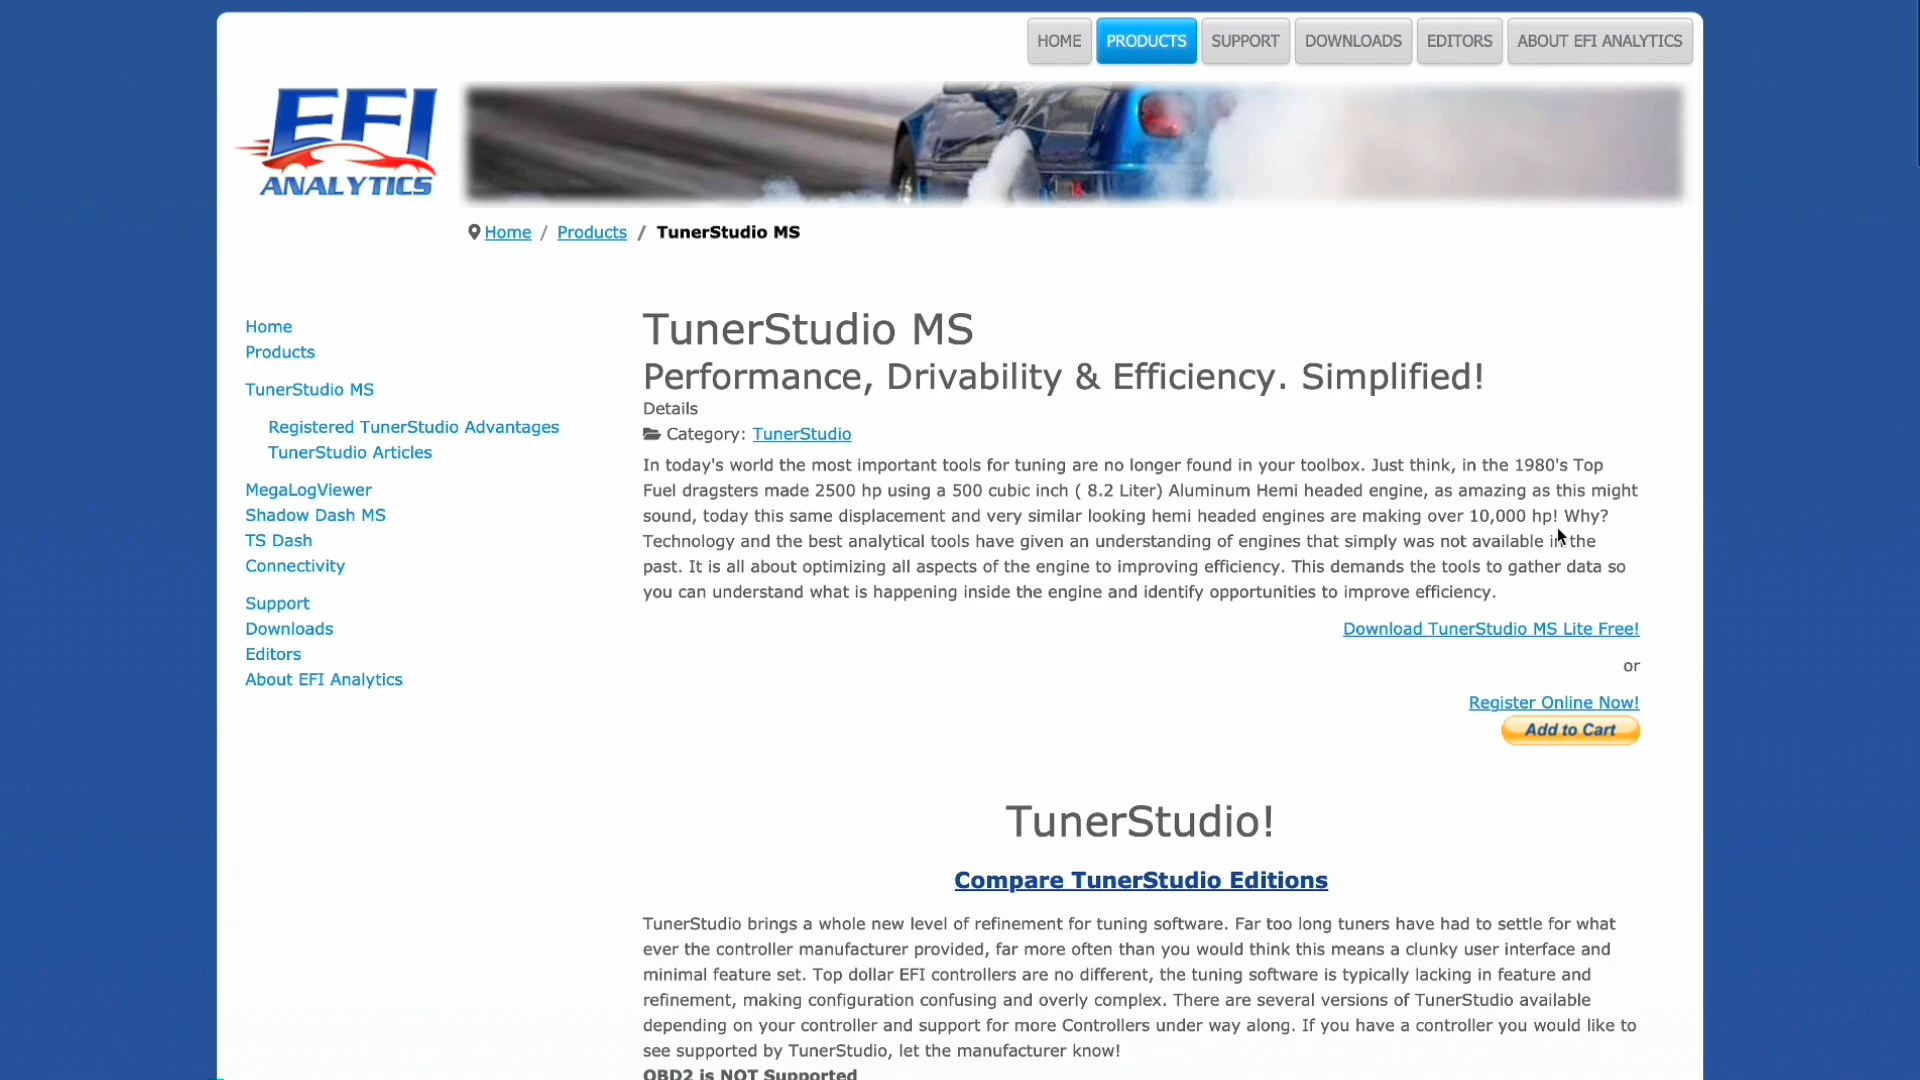 HOME
PRODUCTS
SUPPORT
DOWNLOADS
EDITORS
ABOUT EFI ANALYTICS
EFI
ANALYTICS
Home / Products / TunerStudio MS
Home
Products
TunerStudio MS
Registered TunerStudio Advantages
TunerStudio Articles
MegaLogViewer
Shadow Dash MS
TS Dash
Connectivity
Support
Downloads
Editors
About EFI Analytics
TunerStudio MS
Performance, Drivability & Efficiency. Simplified!
Details
Category: TunerStudio
In today's world the most important tools for tuning are no longer found in your toolbox. Just think, in the 1980's Top
Fuel dragsters made 2500 hp using a 500 cubic inch ( 8.2 Liter) Aluminum Hemi headed engine, as amazing as this might
sound, today this same displacement and very similar looking hemi headed engines are making over 10,000 hp! Why?
Technology and the best analytical tools have given an understanding of engines that simply was not available in the
past. It is all about optimizing all aspects of the engine to improving efficiency. This demands the tools to gather data so
you can understand what is happening inside the engine and identify opportunities to improve efficiency.
Download TunerStudio MS Lite Free!
or
Register Online Now!
Add to Cart
TunerStudio!
Compare TunerStudio Editions
TunerStudio brings a whole new level of refinement for tuning software. Far too long tuners have had to settle for what
ever the controller manufacturer provided, far more often than you would think this means a clunky user interface and
minimal feature set. Top dollar EFI controllers are no different, the tuning software is typically lacking in feature and
refinement, making configuration confusing and overly complex. There are several versions of TunerStudio available
depending on your controller and support for more Controllers under way along. If you have a controller you would like to
see supported by TunerStudio, let the manufacturer know!
OBD2 is NOT Supported